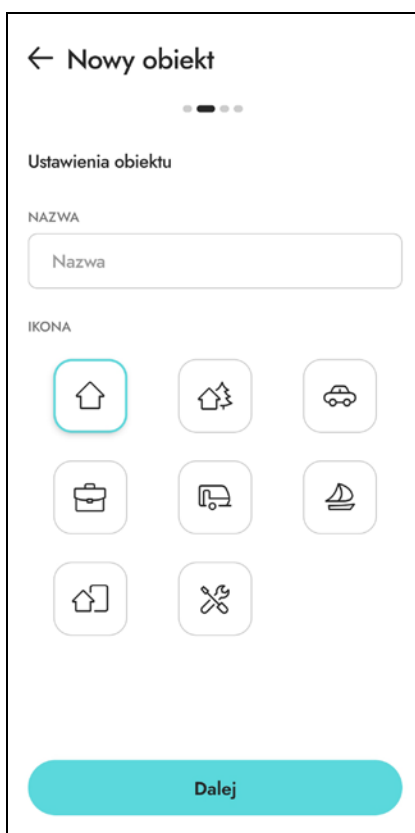 Nowy obiekt
Ustawienia obiektu
NAZWA
Nazwa
IKONA
Dalej